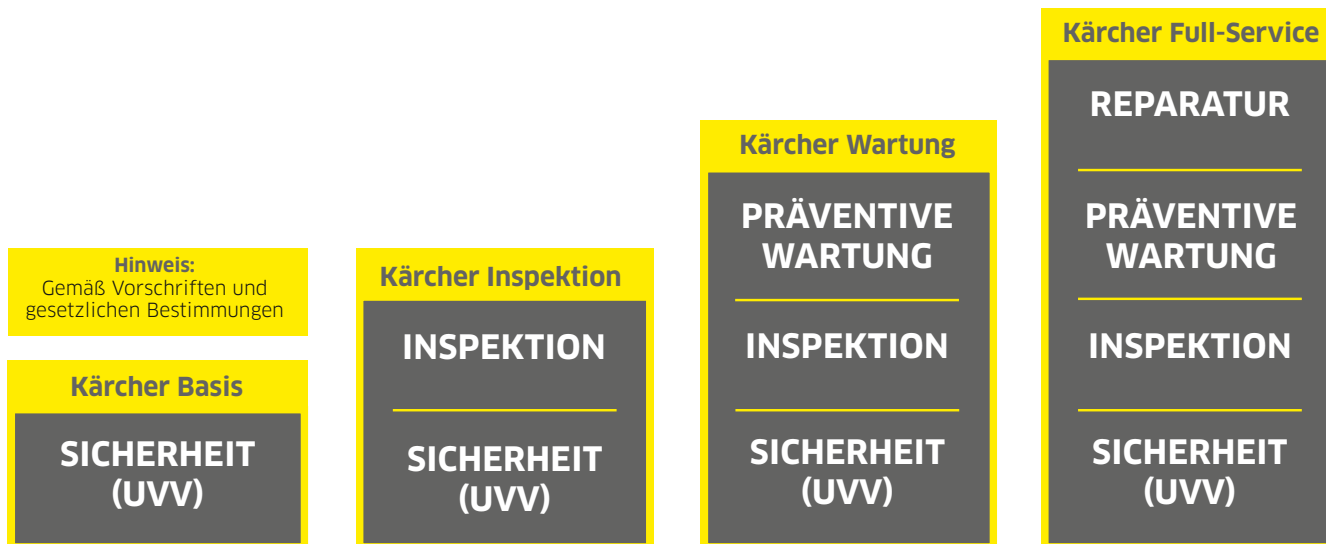 Hinweis:
Gemäß Vorschriften und
gesetzlichen Bestimmungen
Kärcher Basis
SICHERHEIT
(UVV)
Kärcher Inspektion
INSPEKTION
SICHERHEIT
(UVV)
Kärcher Wartung
PRÄVENTIVE
WARTUNG
INSPEKTION
SICHERHEIT
(UVV)
Kärcher Full-Service
REPARATUR
PRÄVENTIVE
WARTUNG
INSPEKTION
SICHERHEIT
(UVV)